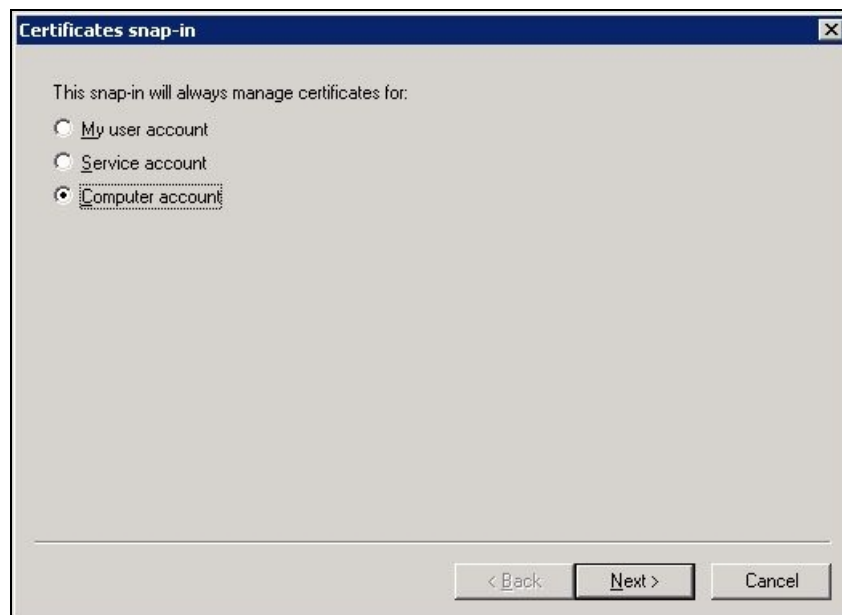 Certificates snap-in
This snap-in will always manage certificates for:
My user account
Service account
Computer account
< Back
Next >
Cancel